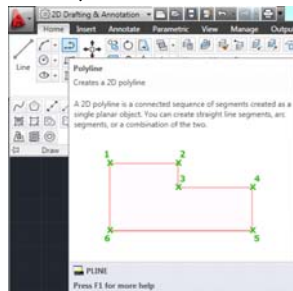 2D Drafting & Annotation
Home Insert Annotate Parametric View Manage Output
Line
Draw
Polyline
Creates a 2D polyline
A 2D polyline is a connected sequence of segments created as a
single planar object. You can create straight line segments, arc
segments, or a combination of the two.
1 2
3 4
6 5
PLINE
Press F1 for more help